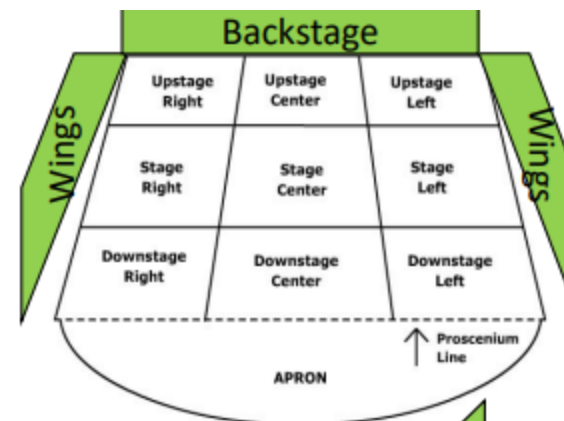 Backstage
Wings
Wings
Upstage
Right
Upstage
Center
Upstage
Left
Stage
Right
Stage
Center
Stage
Left
Downstage
Right
Downstage
Center
Downstage
Left
Proscenium
Line
APRON